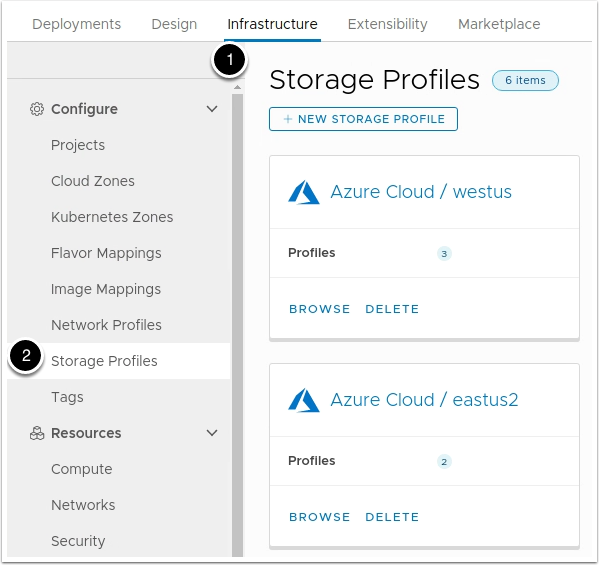 Deployments Design Infrastructure Extensibility Marketplace
1
Configure
Projects
Cloud Zones
Kubernetes Zones
Flavor Mappings
Image Mappings
Network Profiles
2 Storage Profiles
Tags
Resources
Compute
Networks
Security
Storage Profiles 6 items
+ NEW STORAGE PROFILE
Azure Cloud / westus
Profiles 3
BROWSE DELETE
Azure Cloud / eastus2
Profiles 2
BROWSE DELETE